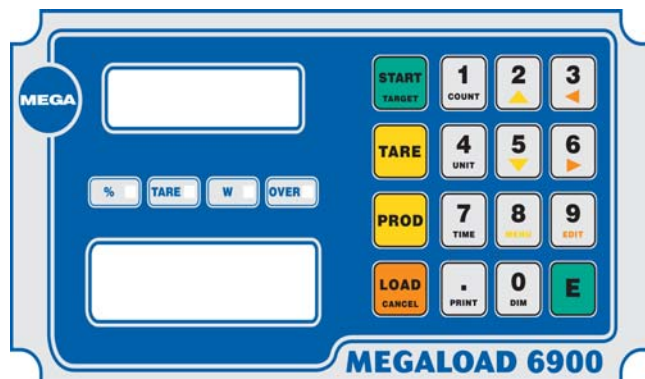 MEGA
% TARE W OVER
START
TARGET
1
COUNT
2
3
TARE
4
UNIT
5
6
PROD
7
TIME
8
MENU
9
EDIT
LOAD
CANCEL
.
PRINT
0
DIM
E
MEGALOAD 6900